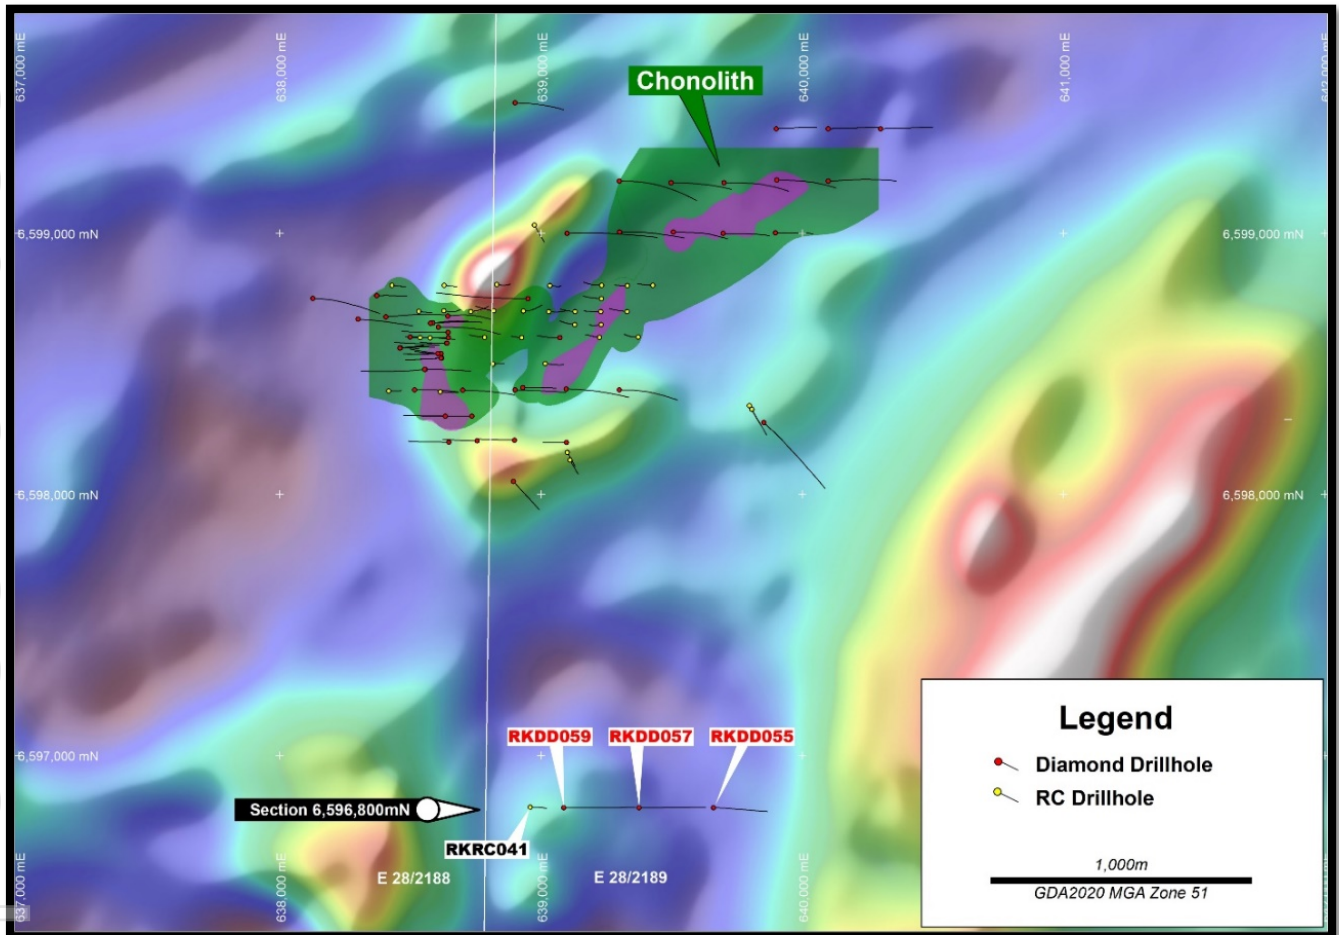 637,000 mE
638,000 mE
639,000 mE
640,000 mE
641,000 mE
Chonolith
6,599,000 mN
6,599,000 mN
6,598,000 mN
6,598,000 mN
6,597,000 mN
RKDD059
RKDD057
RKDD055
Section 6,596,800mN
RKRC041
E 28/2188
E 28/2189
637,000 mE
638,000 mE
639,000 mE
640,000 mE
Legend
Diamond Drillhole
RC Drillhole
1,000m
GDA2020 MGA Zone 51